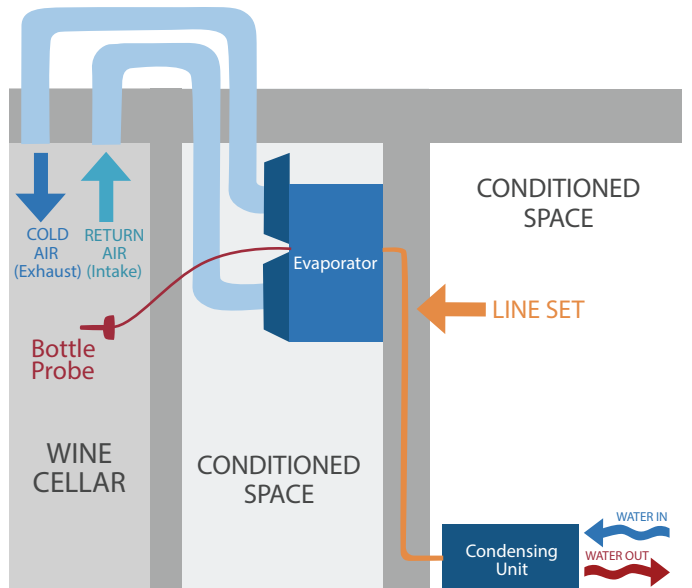 COLD
AIR
(Exhaust)
RETURN
AIR
(Intake)
Evaporator
CONDITIONED
SPACE
LINE SET
Bottle
Probe
WINE
CELLAR
CONDITIONED
SPACE
Condensing
Unit
WATER IN
WATER OUT